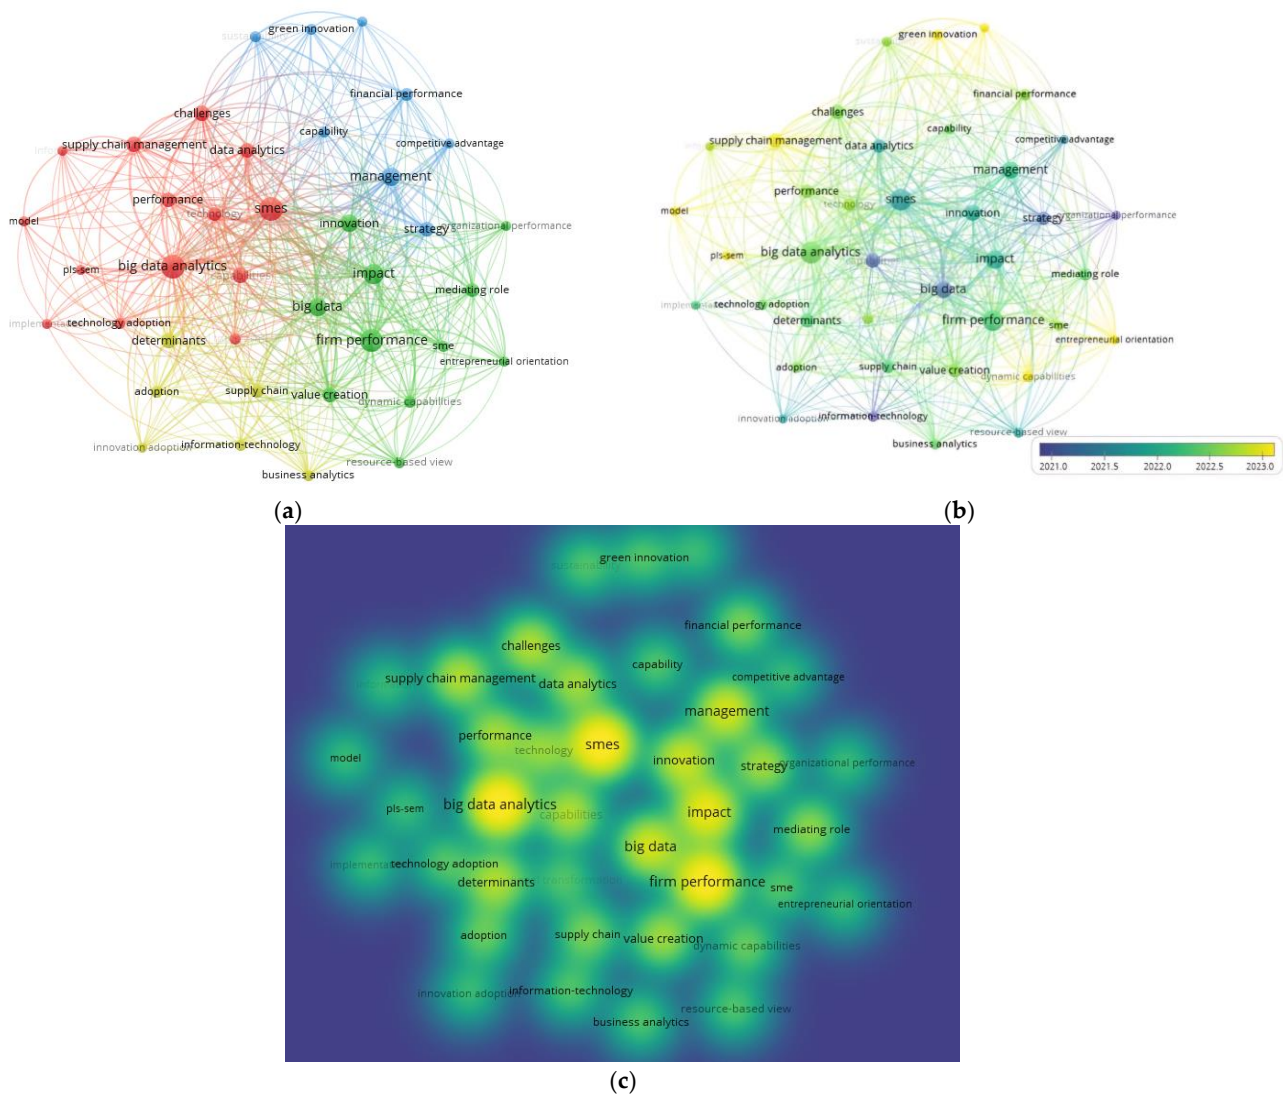 green innovation
financial performance
challenges
capability
competitive advantage
supply chain management
data analytics
management
performance
smes
technology
innovation
strategy
organizational performance
model
big data analytics
pls-sem
capabilities
impact
mediating role
big data
technology adoption
determinants
firm performance
sme
entrepreneurial orientation
adoption
supply chain
value creation
dynamic capabilities
innovation adoption
information-technology
resource-based view
business analytics
(a)
green innovation
financial performance
challenges
capability
competitive advantage
supply chain management
data analytics
management
performance
smes
technology
innovation
strategy
organizational performance
model
big data analytics
pls-sem
impact
mediating role
big data
technology adoption
determinants
firm performance
sme
entrepreneurial orientation
adoption
supply chain
value creation
dynamic capabilities
innovation adoption
information-technology
resource-based view
business analytics
2021.0 2021.5 2022.0 2022.5 2023.0
(b)
green innovation
financial performance
challenges
capability
competitive advantage
supply chain management
data analytics
management
performance
smes
technology
innovation
strategy
organizational performance
model
big data analytics
pls-sem
capabilities
impact
mediating role
big data
technology adoption
determinants
firm performance
sme
entrepreneurial orientation
adoption
supply chain
value creation
dynamic capabilities
innovation adoption
information-technology
resource-based view
business analytics
(c)